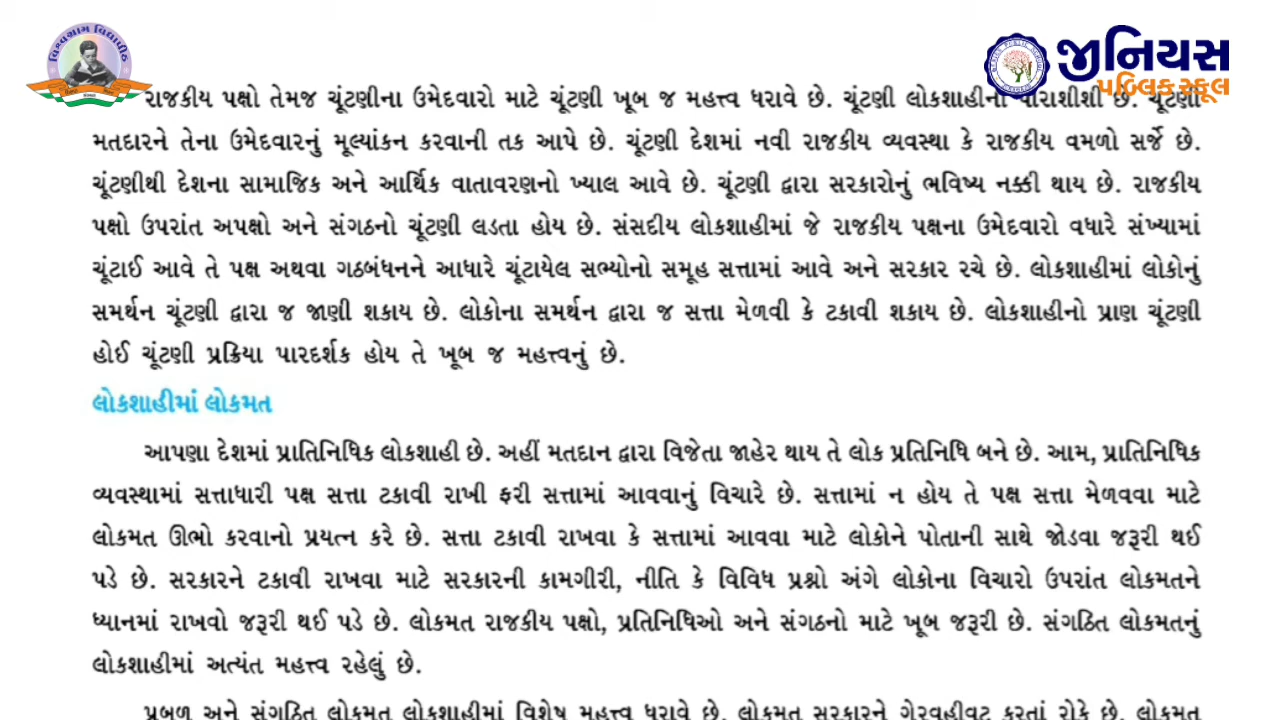 વિશ્વગ્રામ વિદ્યાપીઠ
જીનિયસ
પબ્લિક સ્કૂલ
રાજકીય પક્ષો તેમજ ચૂંટણીના ઉમેદવારો માટે ચૂંટણી ખૂબ જ મહત્ત્વ ધરાવે છે. ચૂંટણી લોકશાહીની પારાશીશી છે. ચૂંટણી
મતદારને તેના ઉમેદવારનું મૂલ્યાંકન કરવાની તક આપે છે. ચૂંટણી દેશમાં નવી રાજકીય વ્યવસ્થા કે રાજકીય વમળો સર્જે છે.
ચૂંટણીથી દેશના સામાજિક અને આર્થિક વાતાવરણનો ખ્યાલ આવે છે. ચૂંટણી દ્વારા સરકારોનું ભવિષ્ય નક્કી થાય છે. રાજકીય
પક્ષો ઉપરાંત અપક્ષો અને સંગઠનો ચૂંટણી લડતા હોય છે. સંસદીય લોકશાહીમાં જે રાજકીય પક્ષના ઉમેદવારો વધારે સંખ્યામાં
ચૂંટાઈ આવે તે પક્ષ અથવા ગઠબંધનને આધારે ચૂંટાયેલ સભ્યોનો સમૂહ સત્તામાં આવે અને સરકાર રચે છે. લોકશાહીમાં લોકોનું
સમર્થન ચૂંટણી દ્વારા જ જાણી શકાય છે. લોકોના સમર્થન દ્વારા જ સત્તા મેળવી કે ટકાવી શકાય છે. લોકશાહીનો પ્રાણ ચૂંટણી
હોઈ ચૂંટણી પ્રક્રિયા પારદર્શક હોય તે ખૂબ જ મહત્ત્વનું છે.
લોકશાહીમાં લોકમત
આપણા દેશમાં પ્રાતિનિધિક લોકશાહી છે. અહીં મતદાન દ્વારા વિજેતા જાહેર થાય તે લોક પ્રતિનિધિ બને છે. આમ, પ્રાતિનિધિક
વ્યવસ્થામાં સત્તાધારી પક્ષ સત્તા ટકાવી રાખી ફરી સત્તામાં આવવાનું વિચારે છે. સત્તામાં ન હોય તે પક્ષ સત્તા મેળવવા માટે
લોકમત ઊભો કરવાનો પ્રયત્ન કરે છે. સત્તા ટકાવી રાખવા કે સત્તામાં આવવા માટે લોકોને પોતાની સાથે જોડવા જરૂરી થઈ
પડે છે. સરકારને ટકાવી રાખવા માટે સરકારની કામગીરી, નીતિ કે વિવિધ પ્રશ્નો અંગે લોકોના વિચારો ઉપરાંત લોકમતને
ધ્યાનમાં રાખવો જરૂરી થઈ પડે છે. લોકમત રાજકીય પક્ષો, પ્રતિનિધિઓ અને સંગઠનો માટે ખૂબ જરૂરી છે. સંગઠિત લોકમતનું
લોકશાહીમાં અત્યંત મહત્ત્વ રહેલું છે.
પ્રબળ અને સંગઠિત લોકમત લોકશાહીમાં વિશેષ મહત્ત્વ ધરાવે છે. લોકમત સરકારને ગેરવહીવટ કરતાં રોકે છે. લોકમત